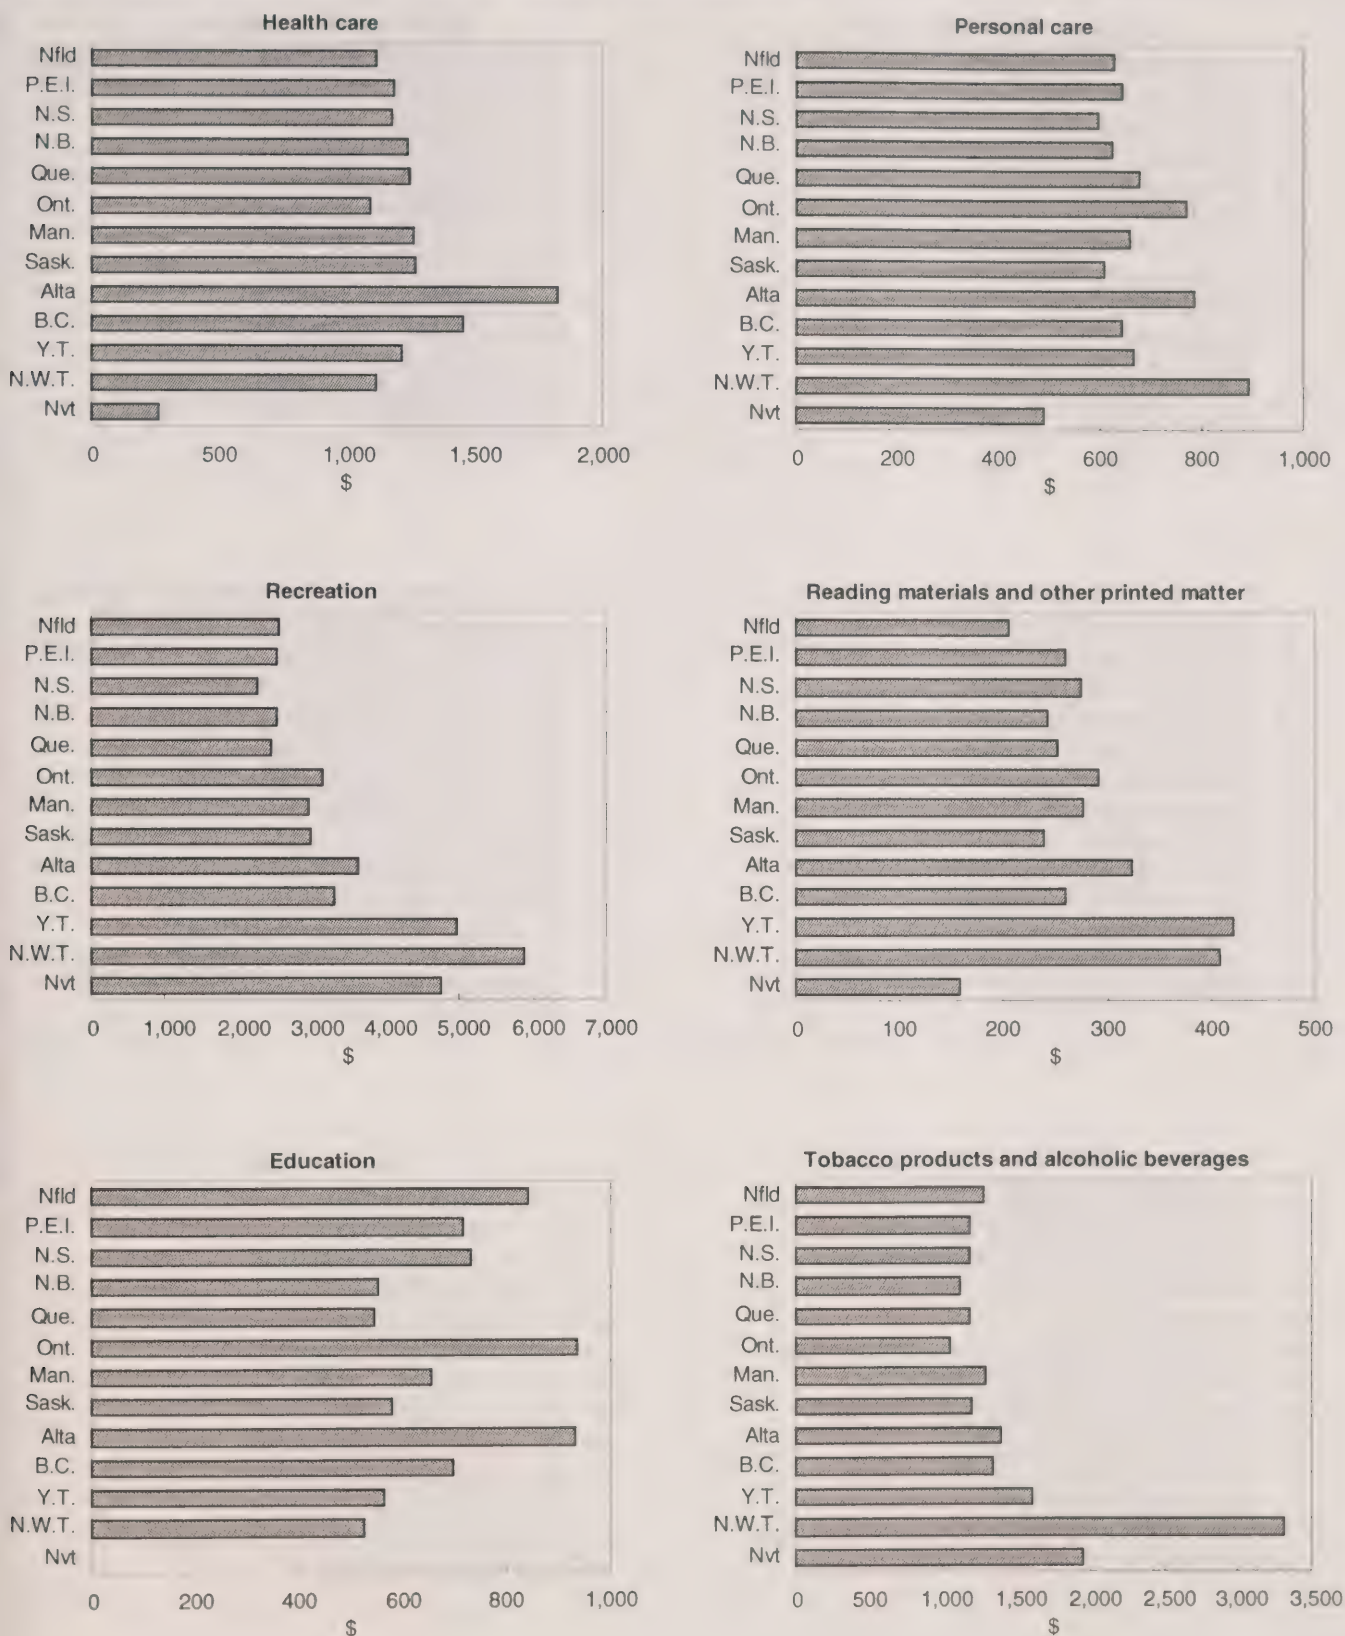 Health care
Nfld
P.E.I.
N.S.
N.B.
Que.
Ont.
Man.
Sask.
Alta
B.C.
Y.T.
N.W.T.
Nvt
0 500 1,000 1,500 2,000
$
Personal care
Nfld
P.E.I.
N.S.
N.B.
Que.
Ont.
Man.
Sask.
Alta
B.C.
Y.T.
N.W.T.
Nvt
0 200 400 600 800 1,000
$
Recreation
Nfld
P.E.I.
N.S.
N.B.
Que.
Ont.
Man.
Sask.
Alta
B.C.
Y.T.
N.W.T.
Nvt
0 1,000 2,000 3,000 4,000 5,000 6,000 7,000
$
Reading materials and other printed matter
Nfld
P.E.I.
N.S.
N.B.
Que.
Ont.
Man.
Sask.
Alta
B.C.
Y.T.
N.W.T.
Nvt
0 100 200 300 400 500
$
Education
Nfld
P.E.I.
N.S.
N.B.
Que.
Ont.
Man.
Sask.
Alta
B.C.
Y.T.
N.W.T.
Nvt
0 200 400 600 800 1,000
$
Tobacco products and alcoholic beverages
Nfld
P.E.I.
N.S.
N.B.
Que.
Ont.
Man.
Sask.
Alta
B.C.
Y.T.
N.W.T.
Nvt
0 500 1,000 1,500 2,000 2,500 3,000 3,500
$